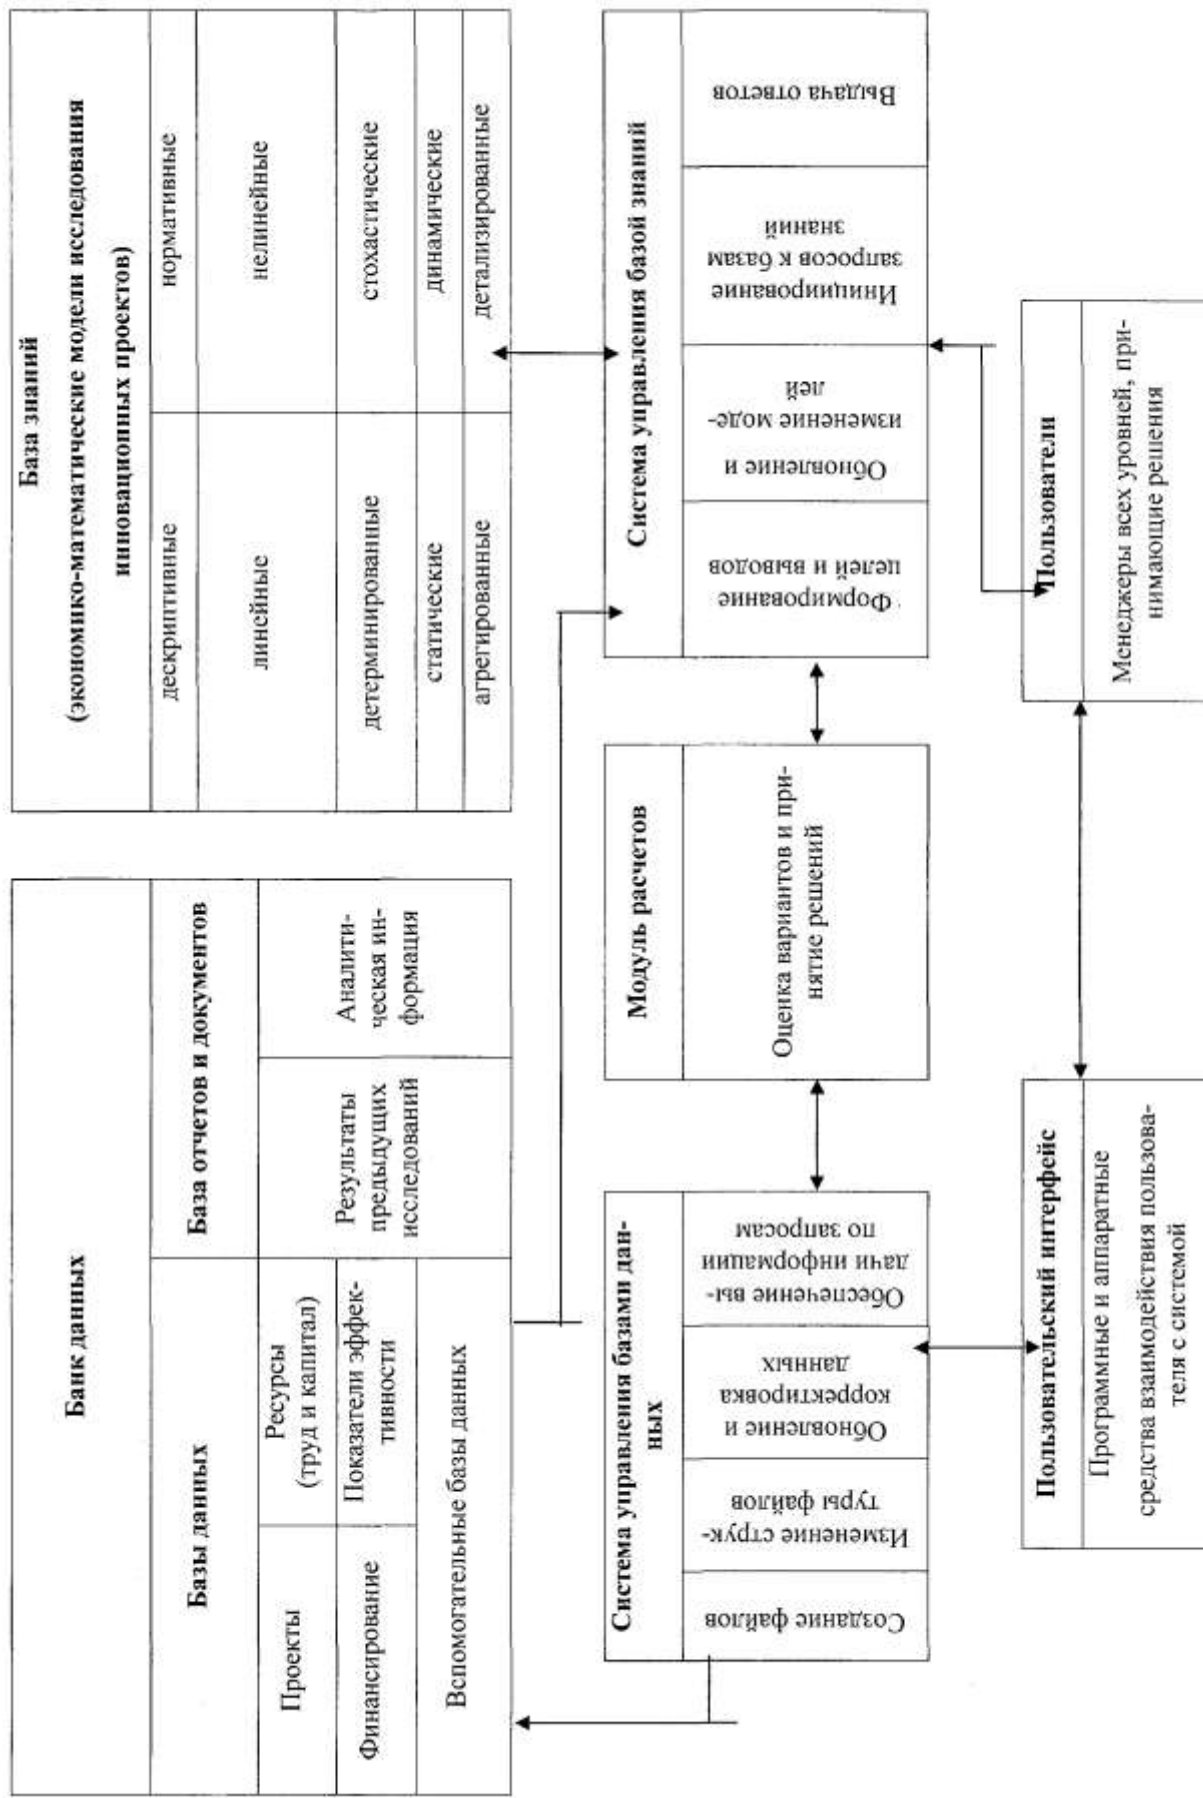 Банк данных
Базы данных
База отчетов и документов
Проекты
Ресурсы
(труд и капитал)
Финансирование
Показатели эффек-
тивности
Вспомогательные базы данных
Результаты
предыдущих
исследований
Аналити-
ческая ин-
формация
База знаний
(экономико-математические модели исследования
инновационных проектов)
дескриптивные
нормативные
линейные
нелинейные
детерминированные
стохастические
статические
динамические
агрегированные
детализированные
Система управления базами дан-
ных
Создание файлов
Изменение струк-
туры файлов
Обновление и
корректировка
данных
Обеспечение вы-
дачи информации
по запросам
Модуль расчетов
Оценка вариантов и при-
нятие решений
Система управления базой знаний
Формирование
целей и выводов
Обновление и
изменение моде-
лей
Инициирование
запросов к базам
знаний
Выдача ответов
Пользовательский интерфейс
Программные и аппаратные
средства взаимодействия пользова-
теля с системой
Пользователи
Менеджеры всех уровней, при-
нимающие решения